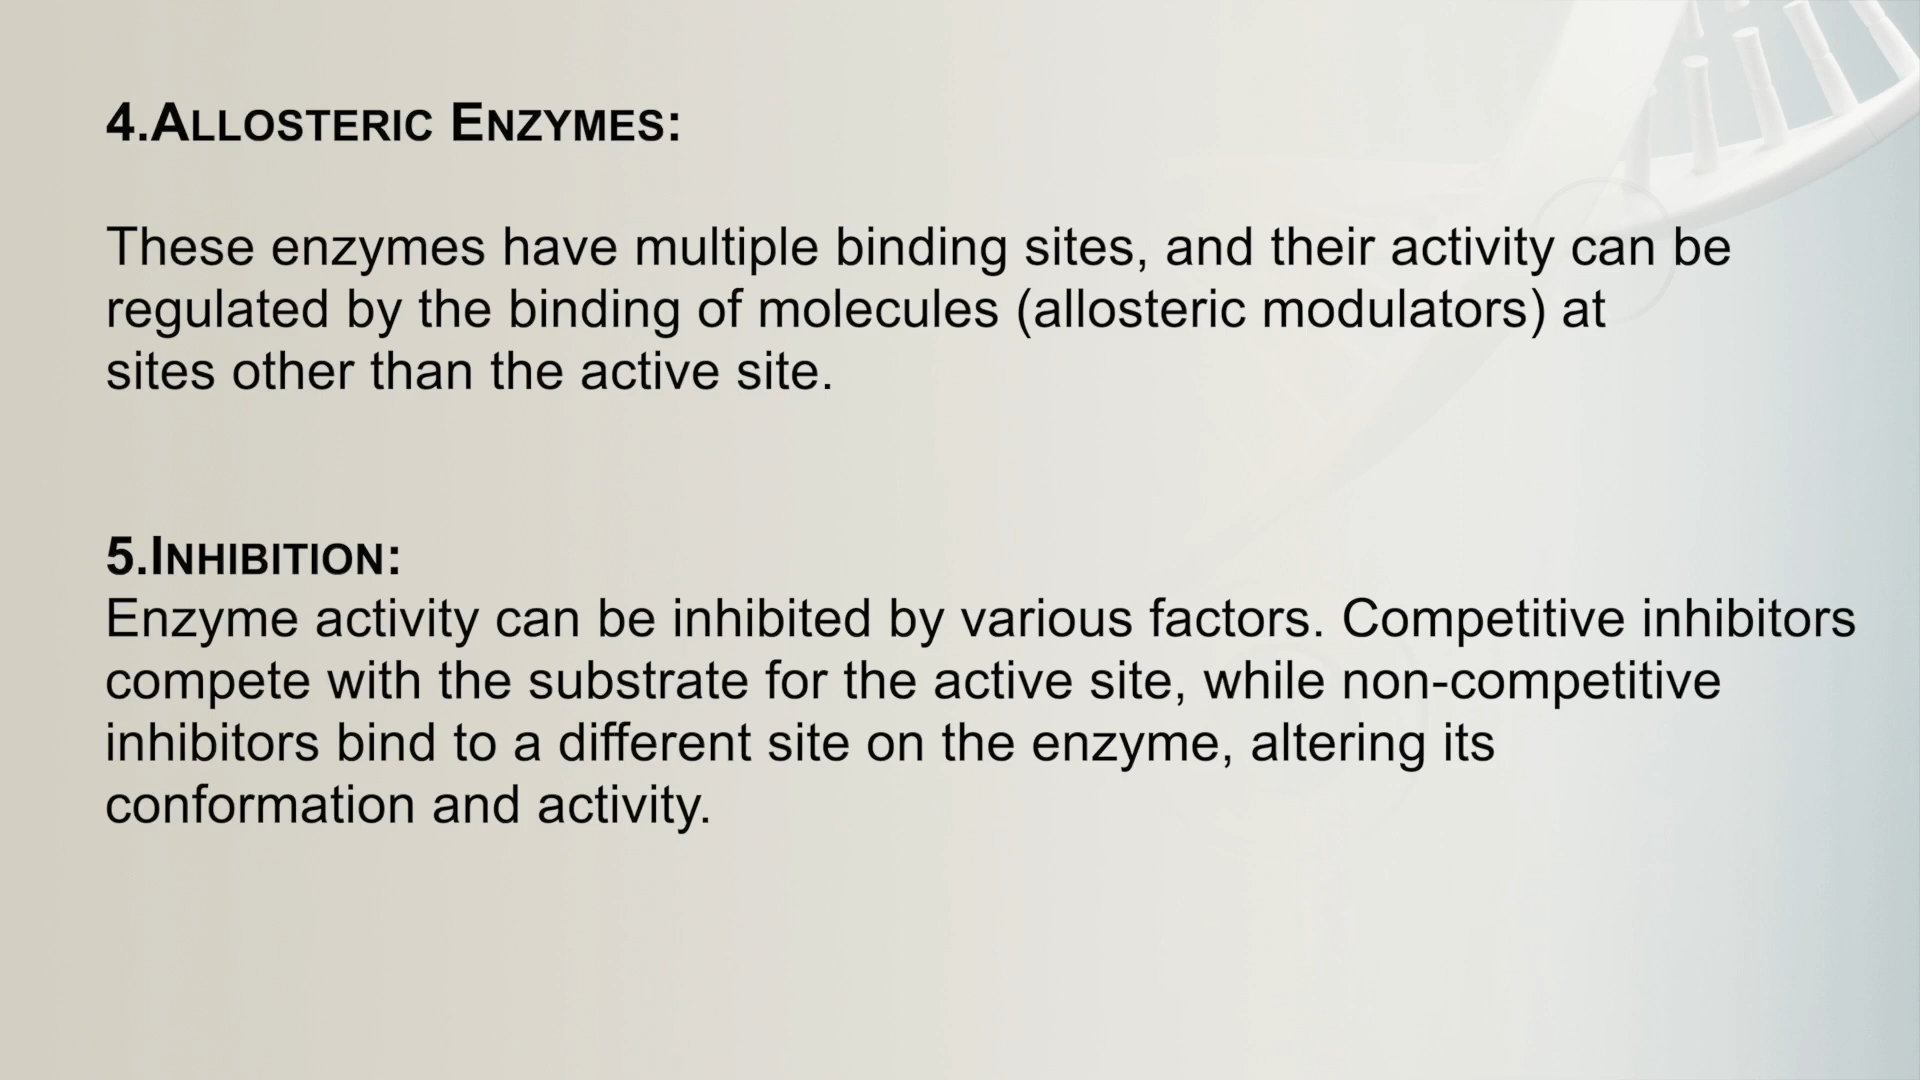 4.Allosteric Enzymes:
These enzymes have multiple binding sites, and their activity can be
regulated by the binding of molecules (allosteric modulators) at
sites other than the active site.
5.Inhibition:
Enzyme activity can be inhibited by various factors. Competitive inhibitors
compete with the substrate for the active site, while non-competitive
inhibitors bind to a different site on the enzyme, altering its
conformation and activity.